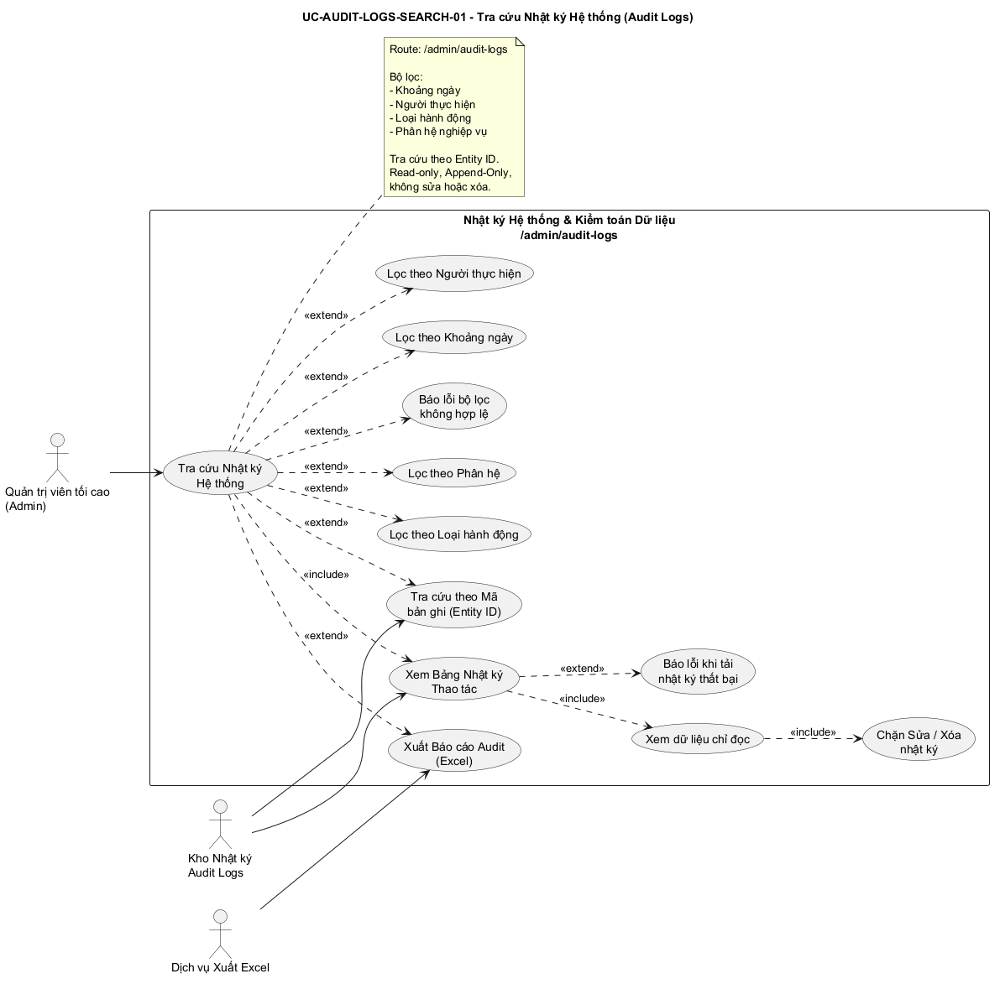 UC-AUDIT-LOGS-SEARCH-01 - Tra cứu Nhật ký Hệ thống (Audit Logs)
Route: /admin/audit-logs
Bộ lọc:
- Khoảng ngày
- Người thực hiện
- Loại hành động
- Phân hệ nghiệp vụ
Tra cứu theo Entity ID.
Read-only, Append-Only,
không sửa hoặc xóa.
Nhật ký Hệ thống & Kiểm toán Dữ liệu
/admin/audit-logs
Lọc theo Người thực hiện
«extend»
Lọc theo Khoảng ngày
«extend»
Báo lỗi bộ lọc
không hợp lệ
«extend»
Quản trị viên tối cao
(Admin)
Tra cứu Nhật ký
Hệ thống
«extend»
Lọc theo Phân hệ
«extend»
Lọc theo Loại hành động
«extend»
Tra cứu theo Mã
bản ghi (Entity ID)
«include»
Xem Bảng Nhật ký
Thao tác
«extend»
Báo lỗi khi tải
nhật ký thất bại
«include»
Xem dữ liệu chỉ đọc
«include»
Chặn Sửa / Xóa
nhật ký
«extend»
Xuất Báo cáo Audit
(Excel)
Kho Nhật ký
Audit Logs
Dịch vụ Xuất Excel